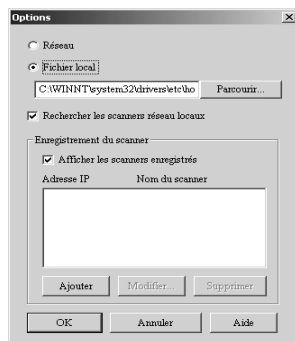 Options
Réseau
Fichier local
C:\WINNT\system32\drivers\etc\ho
Parcourir...
Rechercher les scanners réseau locaux
Enregistrement du scanner
Afficher les scanners enregistrés
Adresse IP Nom du scanner
Ajouter Modifier... Supprimer
OK Annuler Aide